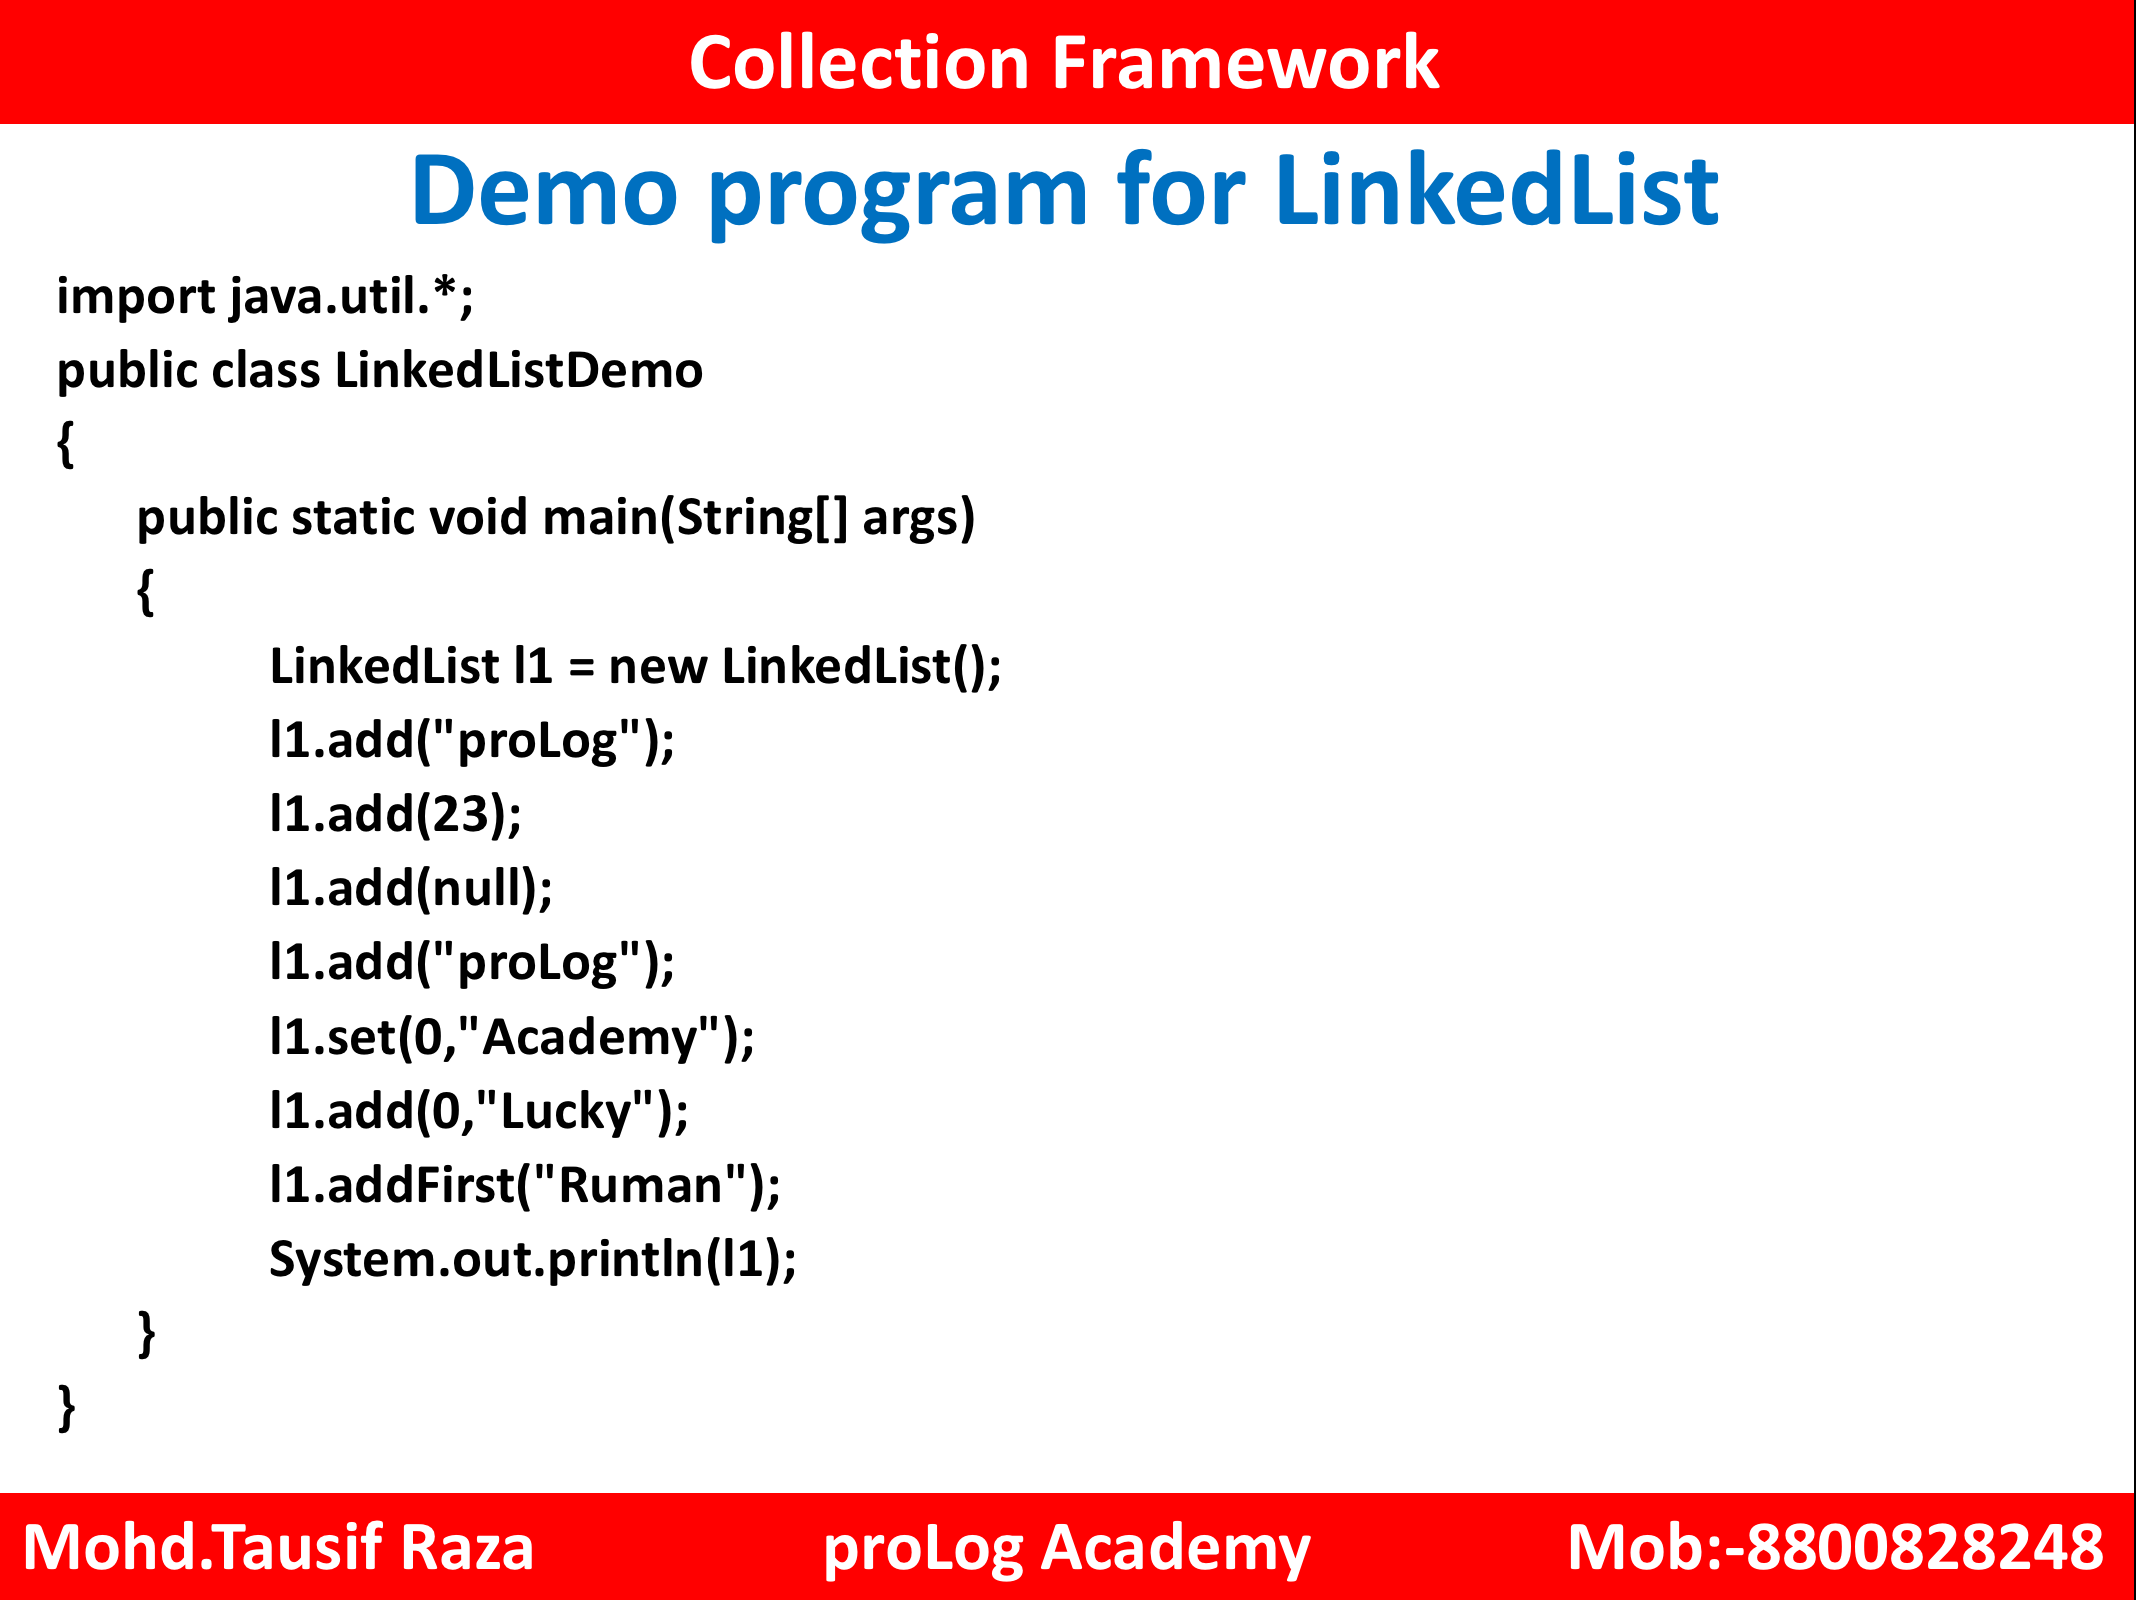 Collection Framework
Demo program for LinkedList
import java.util.*;
public class LinkedListDemo
{
public static void main(String[] args)
{
LinkedList l1 = new LinkedList();
l1.add("proLog");
l1.add(23);
l1.add(null);
l1.add("proLog");
l1.set(0,"Academy");
l1.add(0,"Lucky");
l1.addFirst("Ruman");
System.out.println(l1);
}
}
Mohd.Tausif Raza proLog Academy Mob:-8800828248